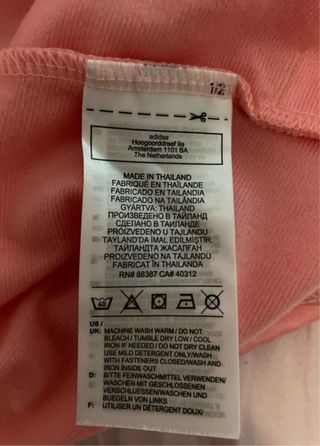 1/2
adidas
Hoogoorddreef 9a
Amsterdam 1101 BA
The Netherlands
MADE IN THAILAND
FABRIQUÉ EN THAÏLANDE
FABRICADO EN TAILANDIA
FABRICADO NA TAILÂNDIA
GYÁRTVA: THAIFÖLD
ПРОИЗВЕДЕНО В ТАЙЛАНД
СДЕЛАНО В ТАИЛАНДЕ
PROIZVEDENO U TAJLANDU
TAYLAND'DA İMAL EDİLMİŞTİR.
ТАЙЛАНДТА ЖАСАЛҒАН
PROIZVEDENO NA TAJLANDU
FABRICAT ÎN THAILANDA
RN# 88387 CA# 40312
40
US /
UK: MACHINE WASH WARM / DO NOT
BLEACH / TUMBLE DRY LOW / COOL
IRON IF NEEDED / DO NOT DRY CLEAN
USE MILD DETERGENT ONLY/WASH
WITH FASTENERS CLOSED/WASH AND
IRON INSIDE OUT
D: BITTE FEINWASCHMITTEL VERWENDEN/
WASCHEN MIT GESCHLOSSENEN
VERSCHLÜSSEN/WASCHEN UND
BUEGELN VON LINKS
F: UTILISER UN DÉTERGENT DOUX/